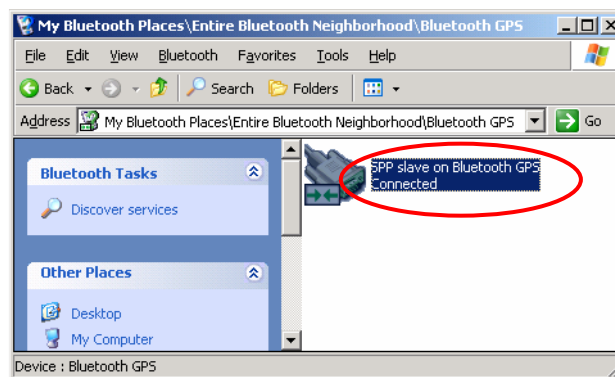 My Bluetooth Places\Entire Bluetooth Neighborhood\Bluetooth GPS
File Edit View Bluetooth Favorites Tools Help
Back Search Folders
Address My Bluetooth Places\Entire Bluetooth Neighborhood\Bluetooth GPS Go
Bluetooth Tasks
Discover services
Other Places
Desktop
My Computer
SPP slave on Bluetooth GPS
Connected
Device : Bluetooth GPS